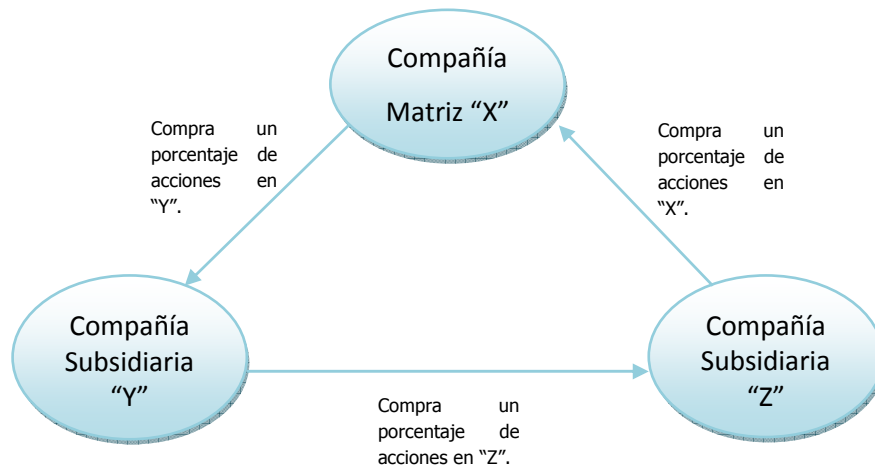 Compañía
Matriz “X”
Compra un
porcentaje de
acciones en
“Y”.
Compra un
porcentaje de
acciones en
“X”.
Compañía
Subsidiaria
“Y”
Compañía
Subsidiaria
“Z”
Compra un
porcentaje de
acciones en “Z”.